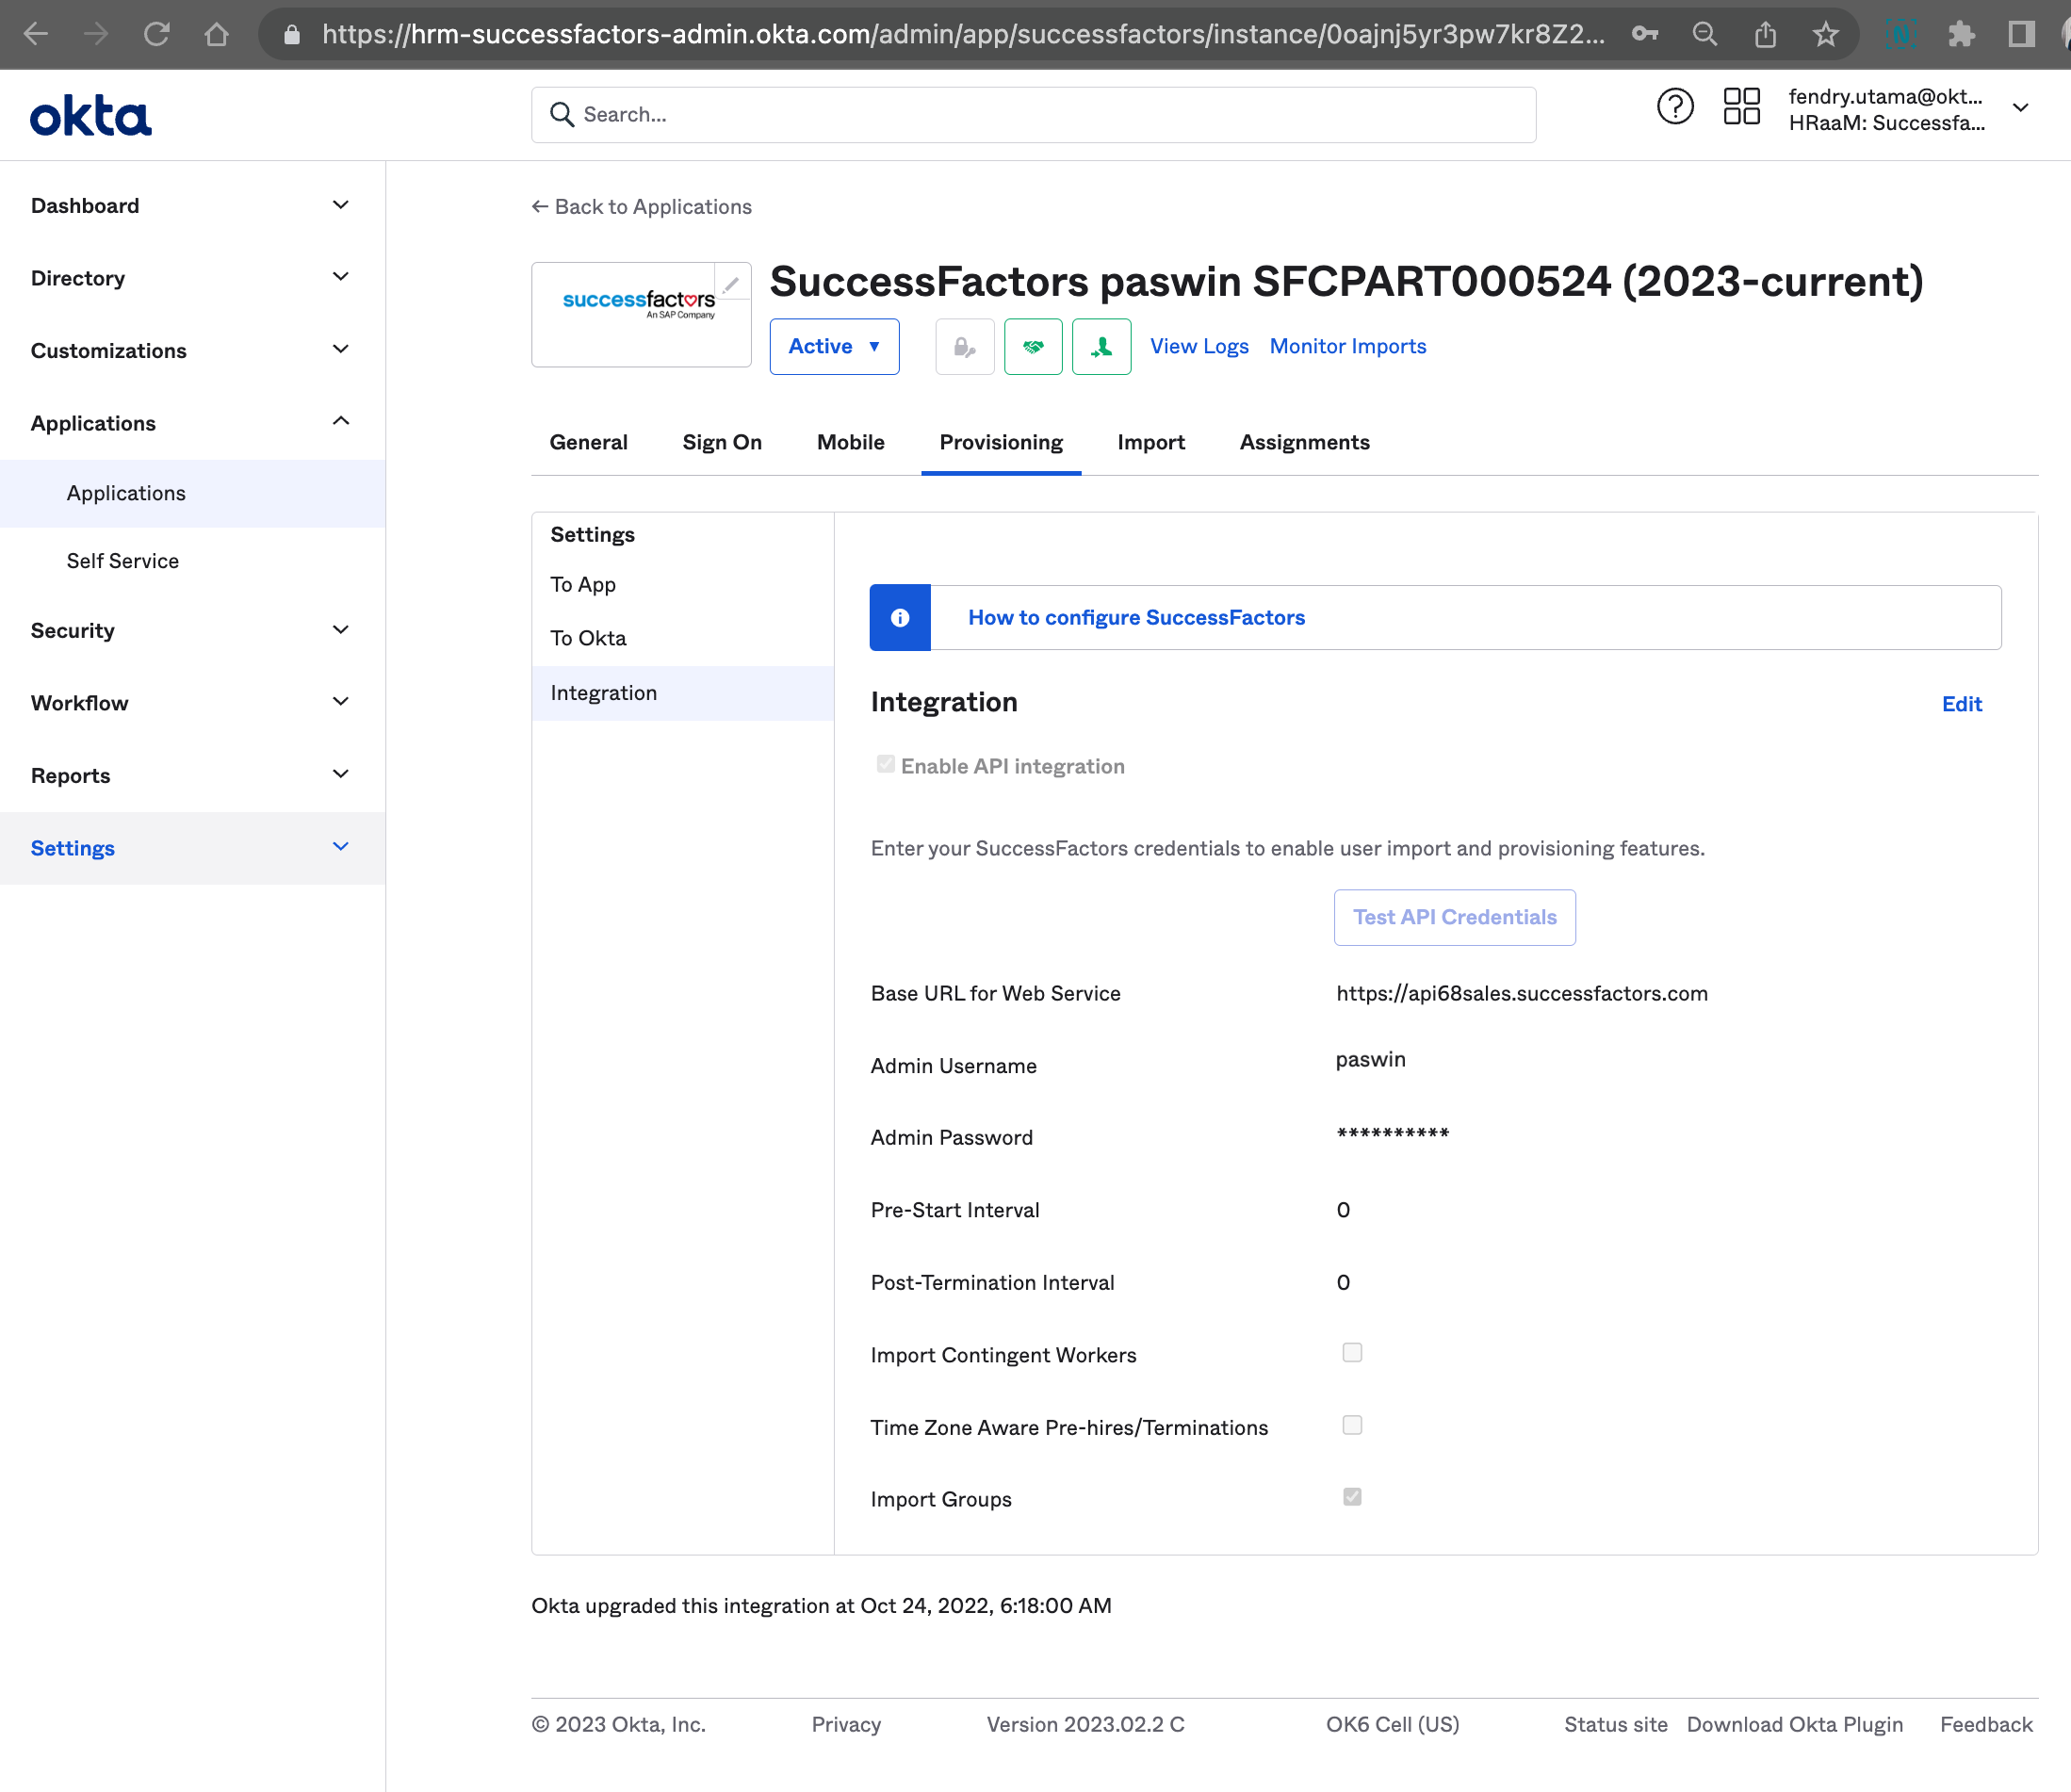 https://hrm-successfactors-admin.okta.com/admin/app/successfactors/instance/0oajnj5yr3pw7kr8Z2...
okta
Search...
fendry.utama@okt...
HRaaM: Successfa...
Dashboard
Directory
Customizations
Applications
Applications
Self Service
Security
Workflow
Reports
Settings
← Back to Applications
successfactors
An SAP Company
SuccessFactors paswin SFCPART000524 (2023-current)
Active ▼
View Logs
Monitor Imports
General
Sign On
Mobile
Provisioning
Import
Assignments
Settings
To App
To Okta
Integration
How to configure SuccessFactors
Integration
Edit
Enable API integration
Enter your SuccessFactors credentials to enable user import and provisioning features.
Test API Credentials
Base URL for Web Service
https://api68sales.successfactors.com
Admin Username
paswin
Admin Password
**********
Pre-Start Interval
0
Post-Termination Interval
0
Import Contingent Workers
Time Zone Aware Pre-hires/Terminations
Import Groups
Okta upgraded this integration at Oct 24, 2022, 6:18:00 AM
© 2023 Okta, Inc.
Privacy
Version 2023.02.2 C
OK6 Cell (US)
Status site
Download Okta Plugin
Feedback